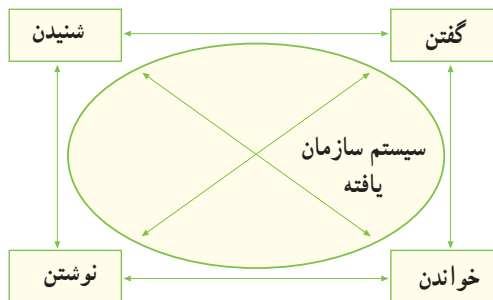 گفتن
شنیدن
سیستم سازمان
یافته
خواندن
نوشتن